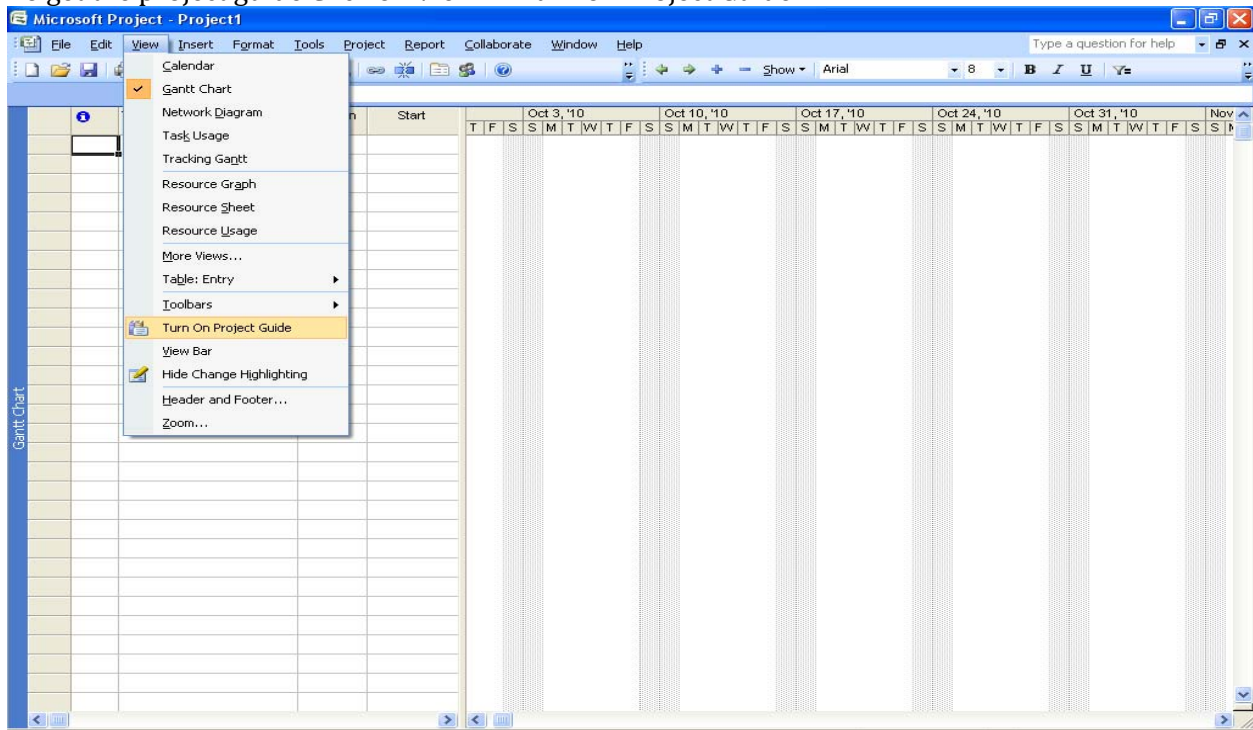 Microsoft Project - Project1
File Edit View Insert Format Tools Project Report Collaborate Window Help Type a question for help
Show Arial 8 B I U
Calendar
Gantt Chart
Network Diagram
Task Usage
Tracking Gantt
Resource Graph
Resource Sheet
Resource Usage
More Views...
Table: Entry
Toolbars
Turn On Project Guide
View Bar
Hide Change Highlighting
Header and Footer...
Zoom...
Start
Oct 3, '10 Oct 10, '10 Oct 17, '10 Oct 24, '10 Oct 31, '10 Nov
T F S S M T W T F S S M T W T F S S M T W T F S S M T W T F S S M T W T F S S
Gantt Chart